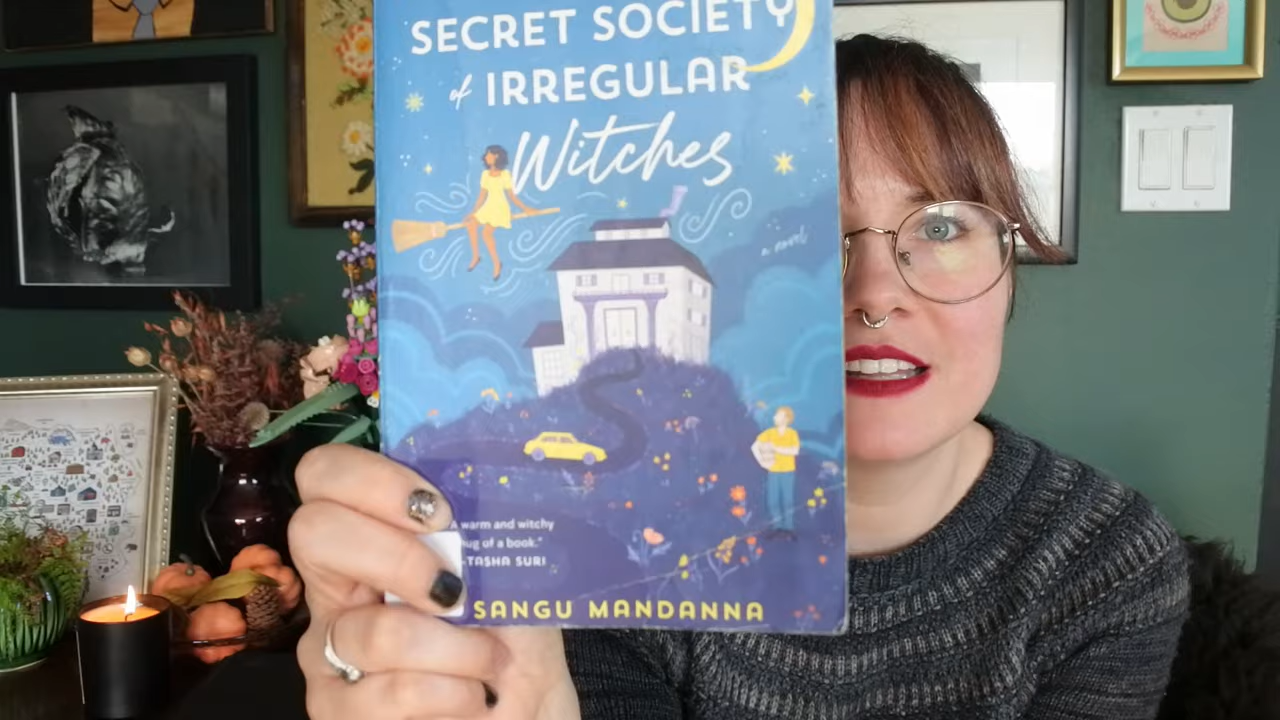 SECRET SOCIETY
of IRREGULAR
Witches
a novel
"A warm and witchy
hug of a book."
—TASHA SURI
SANGU MANDANNA